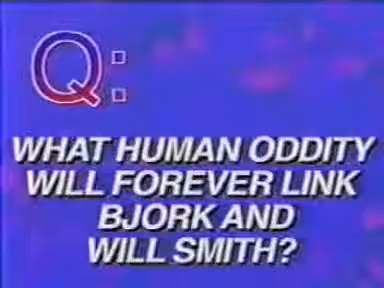 Q:
WHAT HUMAN ODDITY
WILL FOREVER LINK
BJORK AND
WILL SMITH?